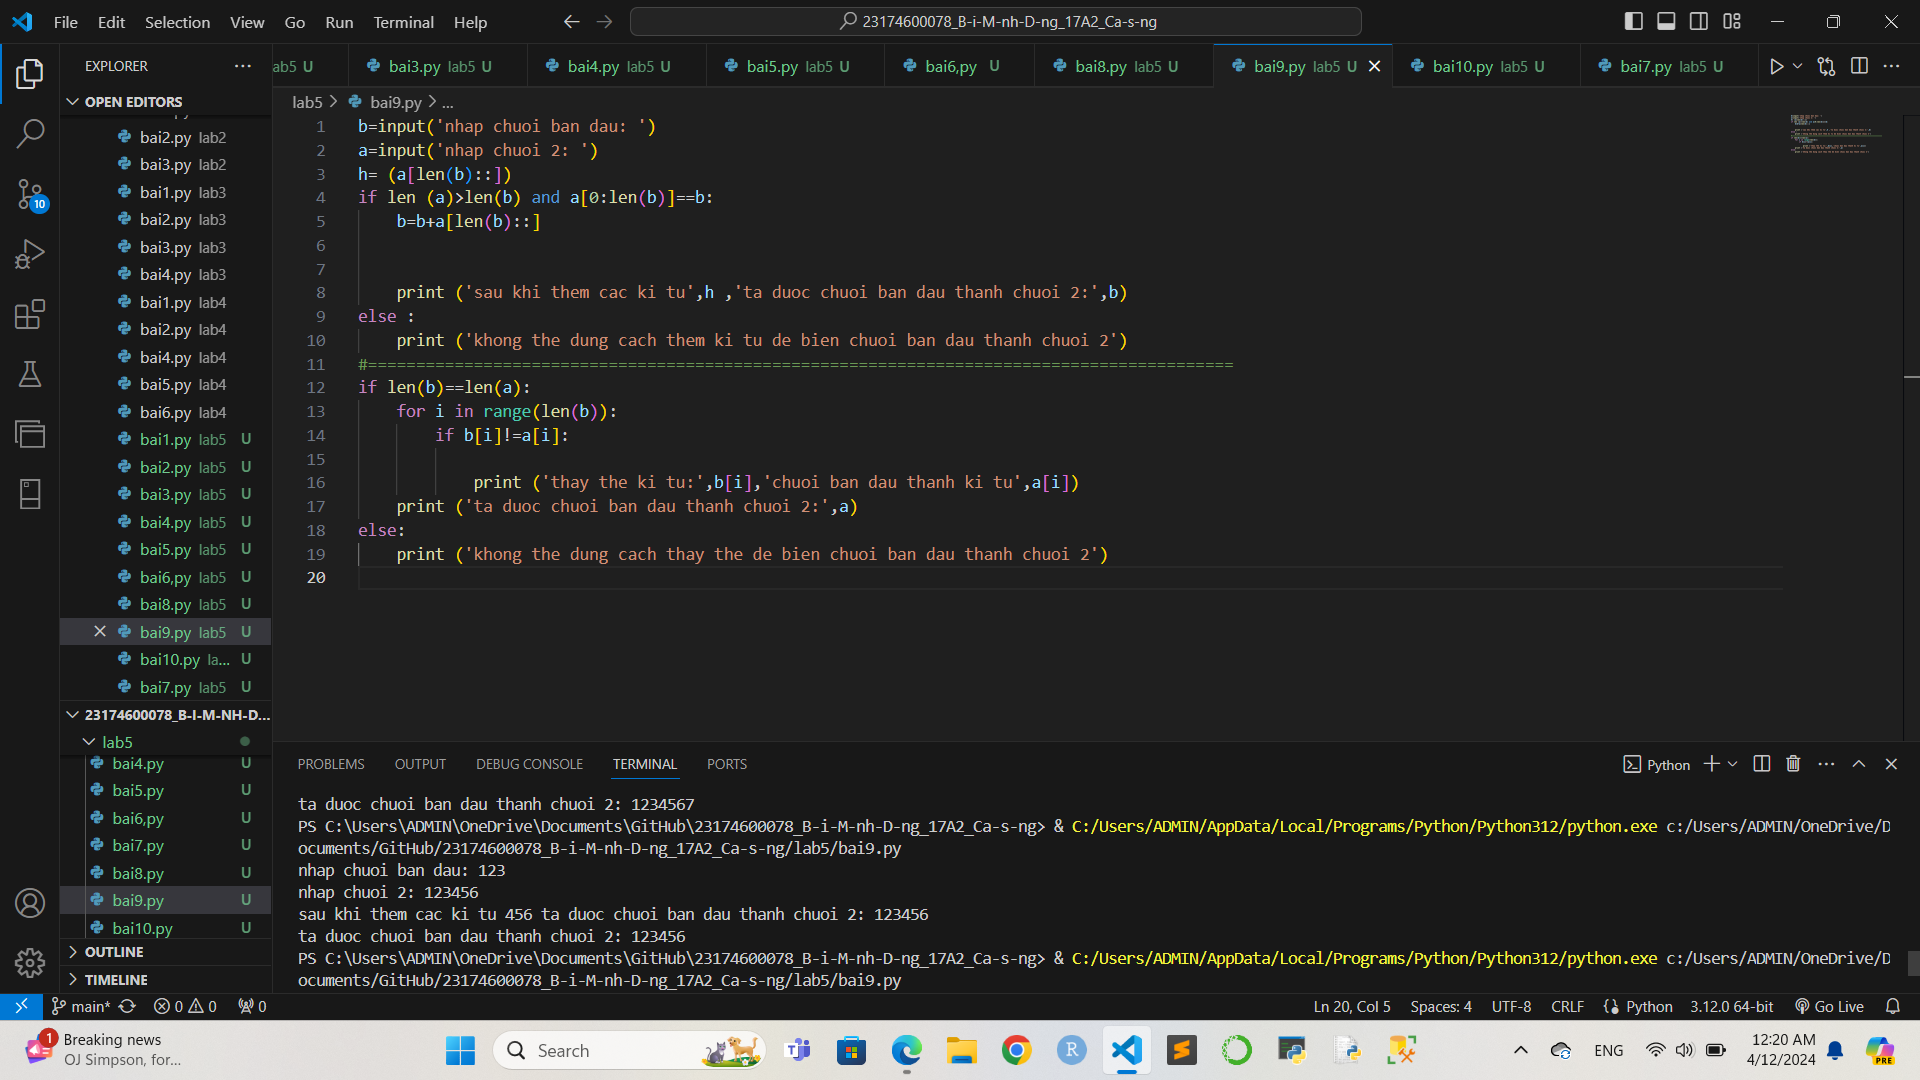 File Edit Selection View Go Run Terminal Help
23174600078_B-i-M-nh-D-ng_17A2_Ca-s-ng
EXPLORER
ab5 U
bai3.py lab5 U
bai4.py lab5 U
bai5.py lab5 U
bai6,py U
bai8.py lab5 U
bai9.py lab5 U
bai10.py lab5 U
bai7.py lab5 U
OPEN EDITORS
bai2.py lab2
bai3.py lab2
bai1.py lab3
bai2.py lab3
bai3.py lab3
bai4.py lab3
bai1.py lab4
bai2.py lab4
bai4.py lab4
bai5.py lab4
bai6.py lab4
bai1.py lab5 U
bai2.py lab5 U
bai3.py lab5 U
bai4.py lab5 U
bai5.py lab5 U
bai6,py lab5 U
bai8.py lab5 U
bai9.py lab5 U
bai10.py la... U
bai7.py lab5 U
10
23174600078_B-I-M-NH-D...
lab5
bai4.py U
bai5.py U
bai6,py U
bai7.py U
bai8.py U
bai9.py U
bai10.py U
OUTLINE
TIMELINE
lab5 > bai9.py > ...
1 b=input('nhap chuoi ban dau: ')
2 a=input('nhap chuoi 2: ')
3 h= (a[len(b)::])
4 if len (a)>len(b) and a[0:len(b)]==b:
5 b=b+a[len(b)::]
6
7
8 print ('sau khi them cac ki tu',h ,'ta duoc chuoi ban dau thanh chuoi 2:',b)
9 else :
10 print ('khong the dung cach them ki tu de bien chuoi ban dau thanh chuoi 2')
11 #==========================================================================================
12 if len(b)==len(a):
13 for i in range(len(b)):
14 if b[i]!=a[i]:
15
16 print ('thay the ki tu:',b[i],'chuoi ban dau thanh ki tu',a[i])
17 print ('ta duoc chuoi ban dau thanh chuoi 2:',a)
18 else:
19 print ('khong the dung cach thay the de bien chuoi ban dau thanh chuoi 2')
20
PROBLEMS OUTPUT DEBUG CONSOLE TERMINAL PORTS
Python
ta duoc chuoi ban dau thanh chuoi 2: 1234567
PS C:\Users\ADMIN\OneDrive\Documents\GitHub\23174600078_B-i-M-nh-D-ng_17A2_Ca-s-ng> & C:/Users/ADMIN/AppData/Local/Programs/Python/Python312/python.exe c:/Users/ADMIN/OneDrive/D
ocuments/GitHub/23174600078_B-i-M-nh-D-ng_17A2_Ca-s-ng/lab5/bai9.py
nhap chuoi ban dau: 123
nhap chuoi 2: 123456
sau khi them cac ki tu 456 ta duoc chuoi ban dau thanh chuoi 2: 123456
ta duoc chuoi ban dau thanh chuoi 2: 123456
PS C:\Users\ADMIN\OneDrive\Documents\GitHub\23174600078_B-i-M-nh-D-ng_17A2_Ca-s-ng> & C:/Users/ADMIN/AppData/Local/Programs/Python/Python312/python.exe c:/Users/ADMIN/OneDrive/D
ocuments/GitHub/23174600078_B-i-M-nh-D-ng_17A2_Ca-s-ng/lab5/bai9.py
main* 0 0 0
Ln 20, Col 5 Spaces: 4 UTF-8 CRLF Python 3.12.0 64-bit Go Live
1
Breaking news
OJ Simpson, for...
Search
ENG
12:20 AM
4/12/2024
PRE